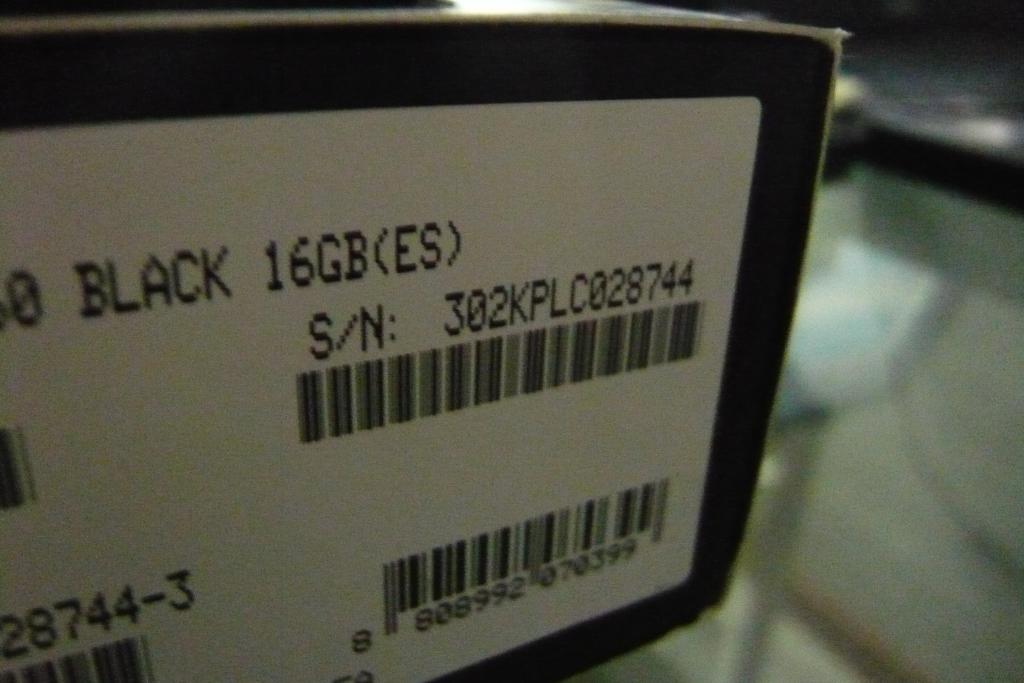 0 BLACK 16GB(ES)
S/N: 302KPLC028744
28744-3
8 808992 070399